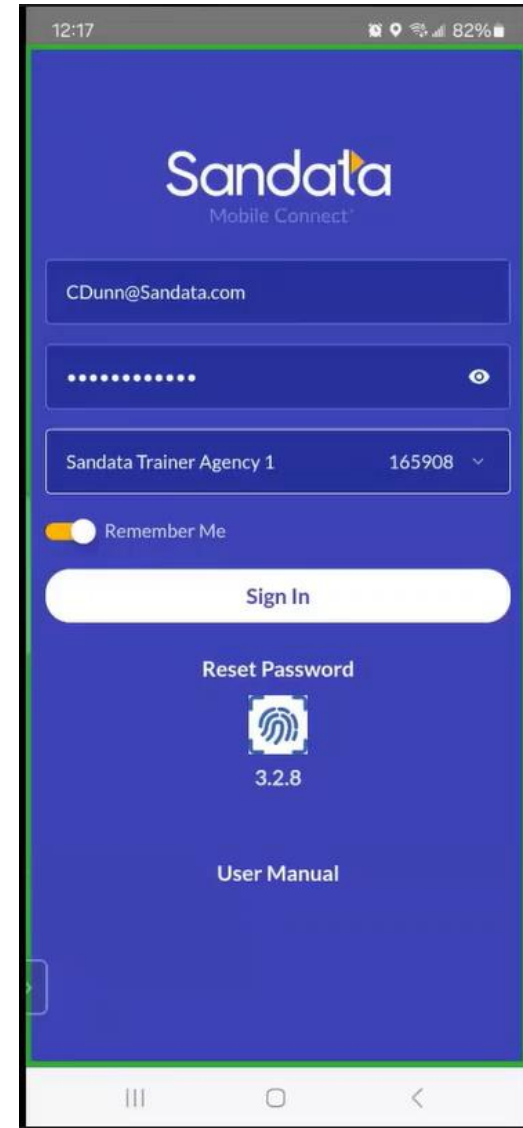 12:17 82%
Sandata
Mobile Connect
CDunn@Sandata.com
••••••••••••
Sandata Trainer Agency 1 165908
Remember Me
Sign In
Reset Password
3.2.8
User Manual